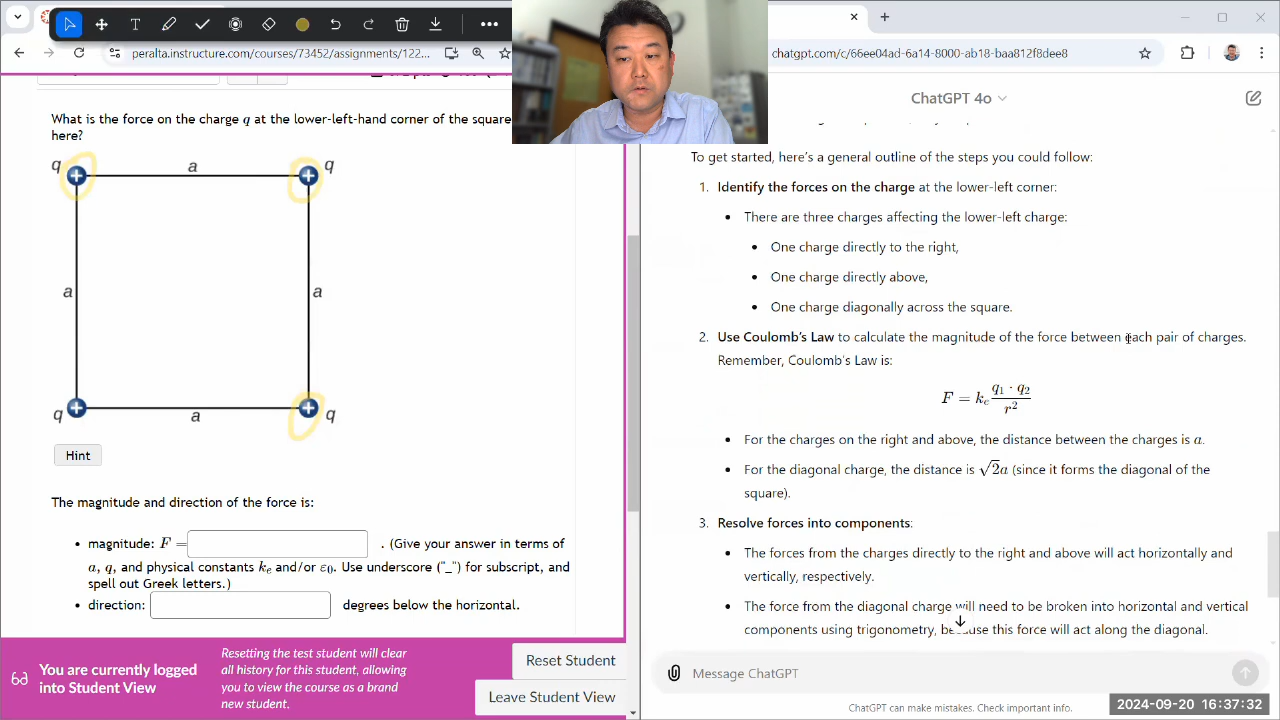 peralta.instructure.com/courses/73452/assignments/122...
chatgpt.com/c/66ee04ad-6a14-8000-ab18-baa812f8dee8
ChatGPT 4o
What is the force on the charge q at the lower-left-hand corner of the square
here?
q a q
a a
q a q
Hint
The magnitude and direction of the force is:
• magnitude: F = . (Give your answer in terms of
a, q, and physical constants k_e and/or ε_0. Use underscore ("_") for subscript, and
spell out Greek letters.)
• direction: degrees below the horizontal.
You are currently logged
into Student View
Resetting the test student will clear
all history for this student, allowing
you to view the course as a brand
new student.
Reset Student
Leave Student View
To get started, here's a general outline of the steps you could follow:
1. Identify the forces on the charge at the lower-left corner:
• There are three charges affecting the lower-left charge:
• One charge directly to the right,
• One charge directly above,
• One charge diagonally across the square.
2. Use Coulomb's Law to calculate the magnitude of the force between each pair of charges.
Remember, Coulomb's Law is:
F = k_e q_1 · q_2 / r^2
• For the charges on the right and above, the distance between the charges is a.
• For the diagonal charge, the distance is √2a (since it forms the diagonal of the
square).
3. Resolve forces into components:
• The forces from the charges directly to the right and above will act horizontally and
vertically, respectively.
• The force from the diagonal charge will need to be broken into horizontal and vertical
components using trigonometry, because this force will act along the diagonal.
Message ChatGPT
ChatGPT can make mistakes. Check important info.
2024-09-20 16:37:32